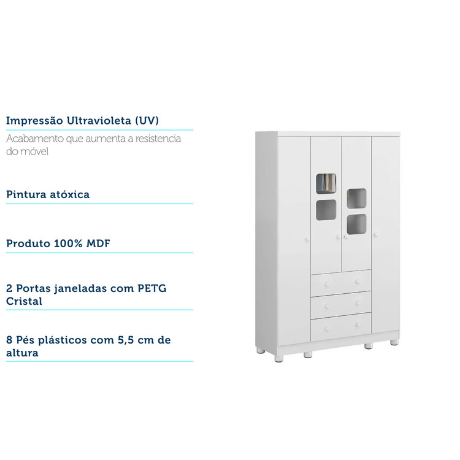 Impressão Ultravioleta (UV)
Acabamento que aumenta a resistencia
do móvel
Pintura atóxica
Produto 100% MDF
2 Portas janeladas com PETG
Cristal
8 Pés plásticos com 5,5 cm de
altura